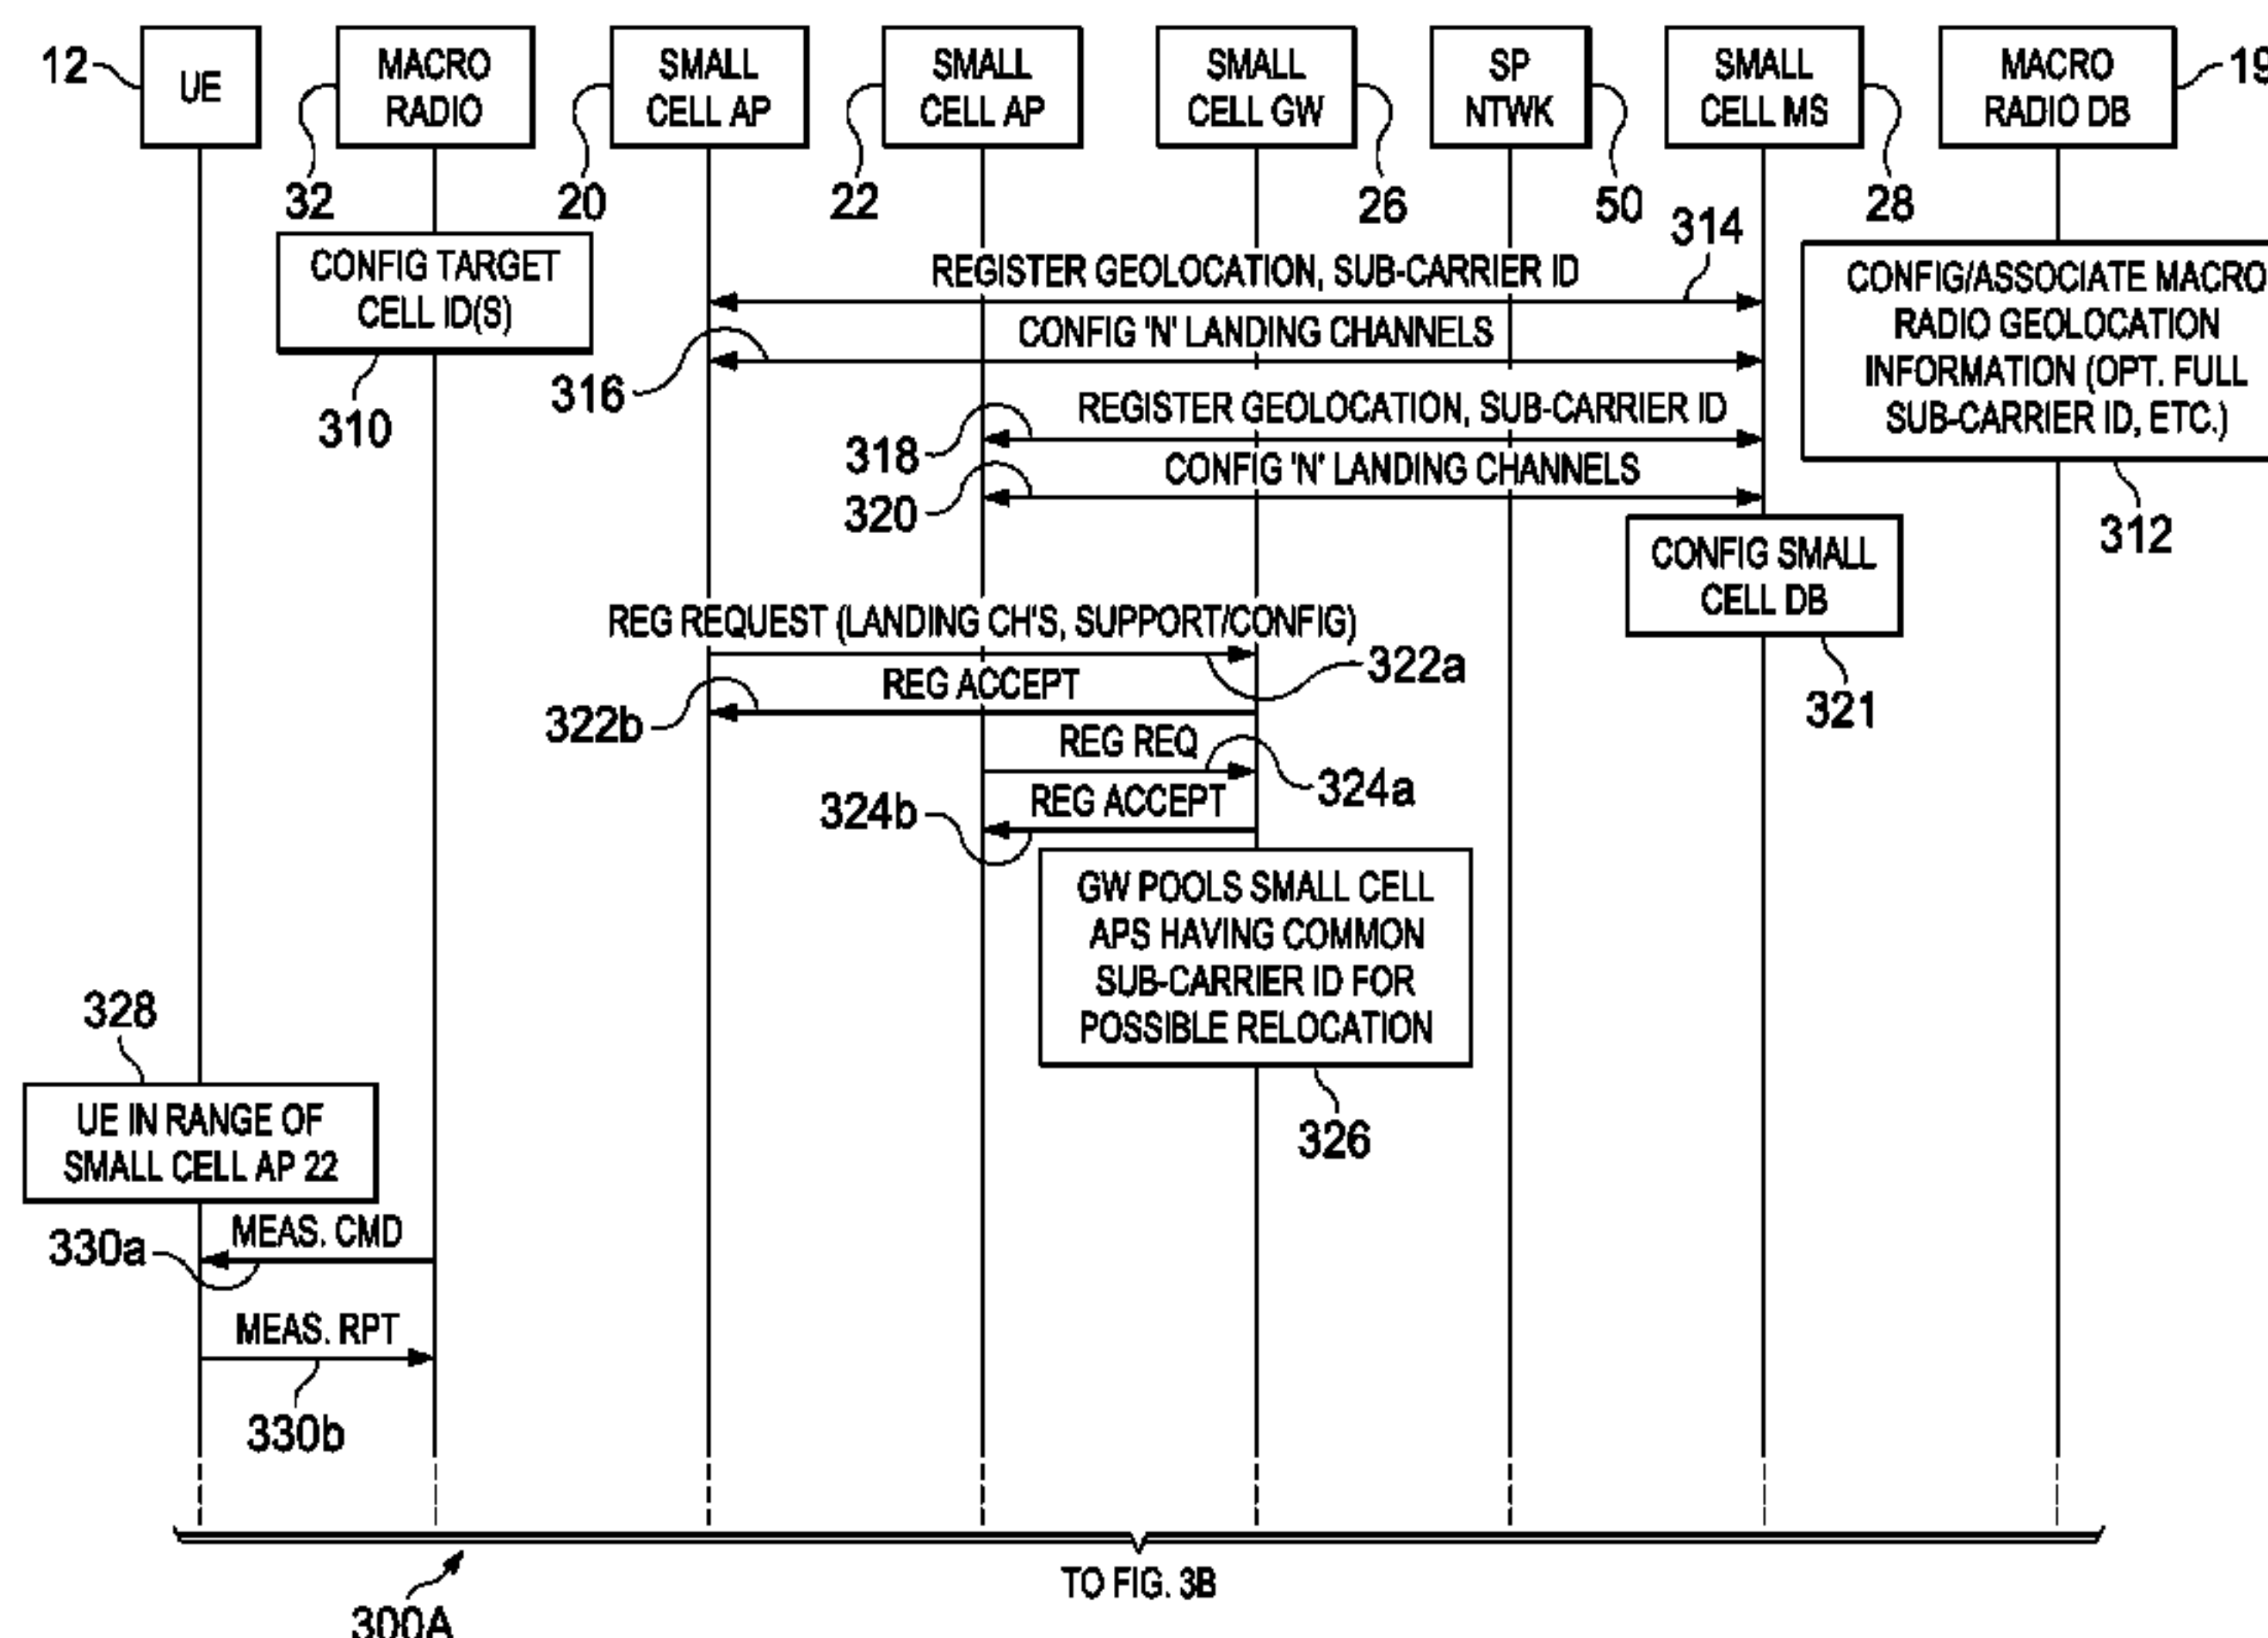 12
UE
MACRO
RADIO
SMALL
CELL AP
SMALL
CELL AP
SMALL
CELL GW
SP
NTWK
SMALL
CELL MS
MACRO
RADIO DB
19
32
20
22
26
50
28
314
CONFIG TARGET
CELL ID(S)
310
REGISTER GEOLOCATION, SUB-CARRIER ID
CONFIG 'N' LANDING CHANNELS
316
REGISTER GEOLOCATION, SUB-CARRIER ID
318
CONFIG 'N' LANDING CHANNELS
320
CONFIG/ASSOCIATE MACRO
RADIO GEOLOCATION
INFORMATION (OPT. FULL
SUB-CARRIER ID, ETC.)
312
CONFIG SMALL
CELL DB
321
REG REQUEST (LANDING CH'S, SUPPORT/CONFIG)
322a
REG ACCEPT
322b
REG REQ
324a
REG ACCEPT
324b
GW POOLS SMALL CELL
APS HAVING COMMON
SUB-CARRIER ID FOR
POSSIBLE RELOCATION
326
328
UE IN RANGE OF
SMALL CELL AP 22
MEAS. CMD
330a
MEAS. RPT
330b
TO FIG. 3B
300A